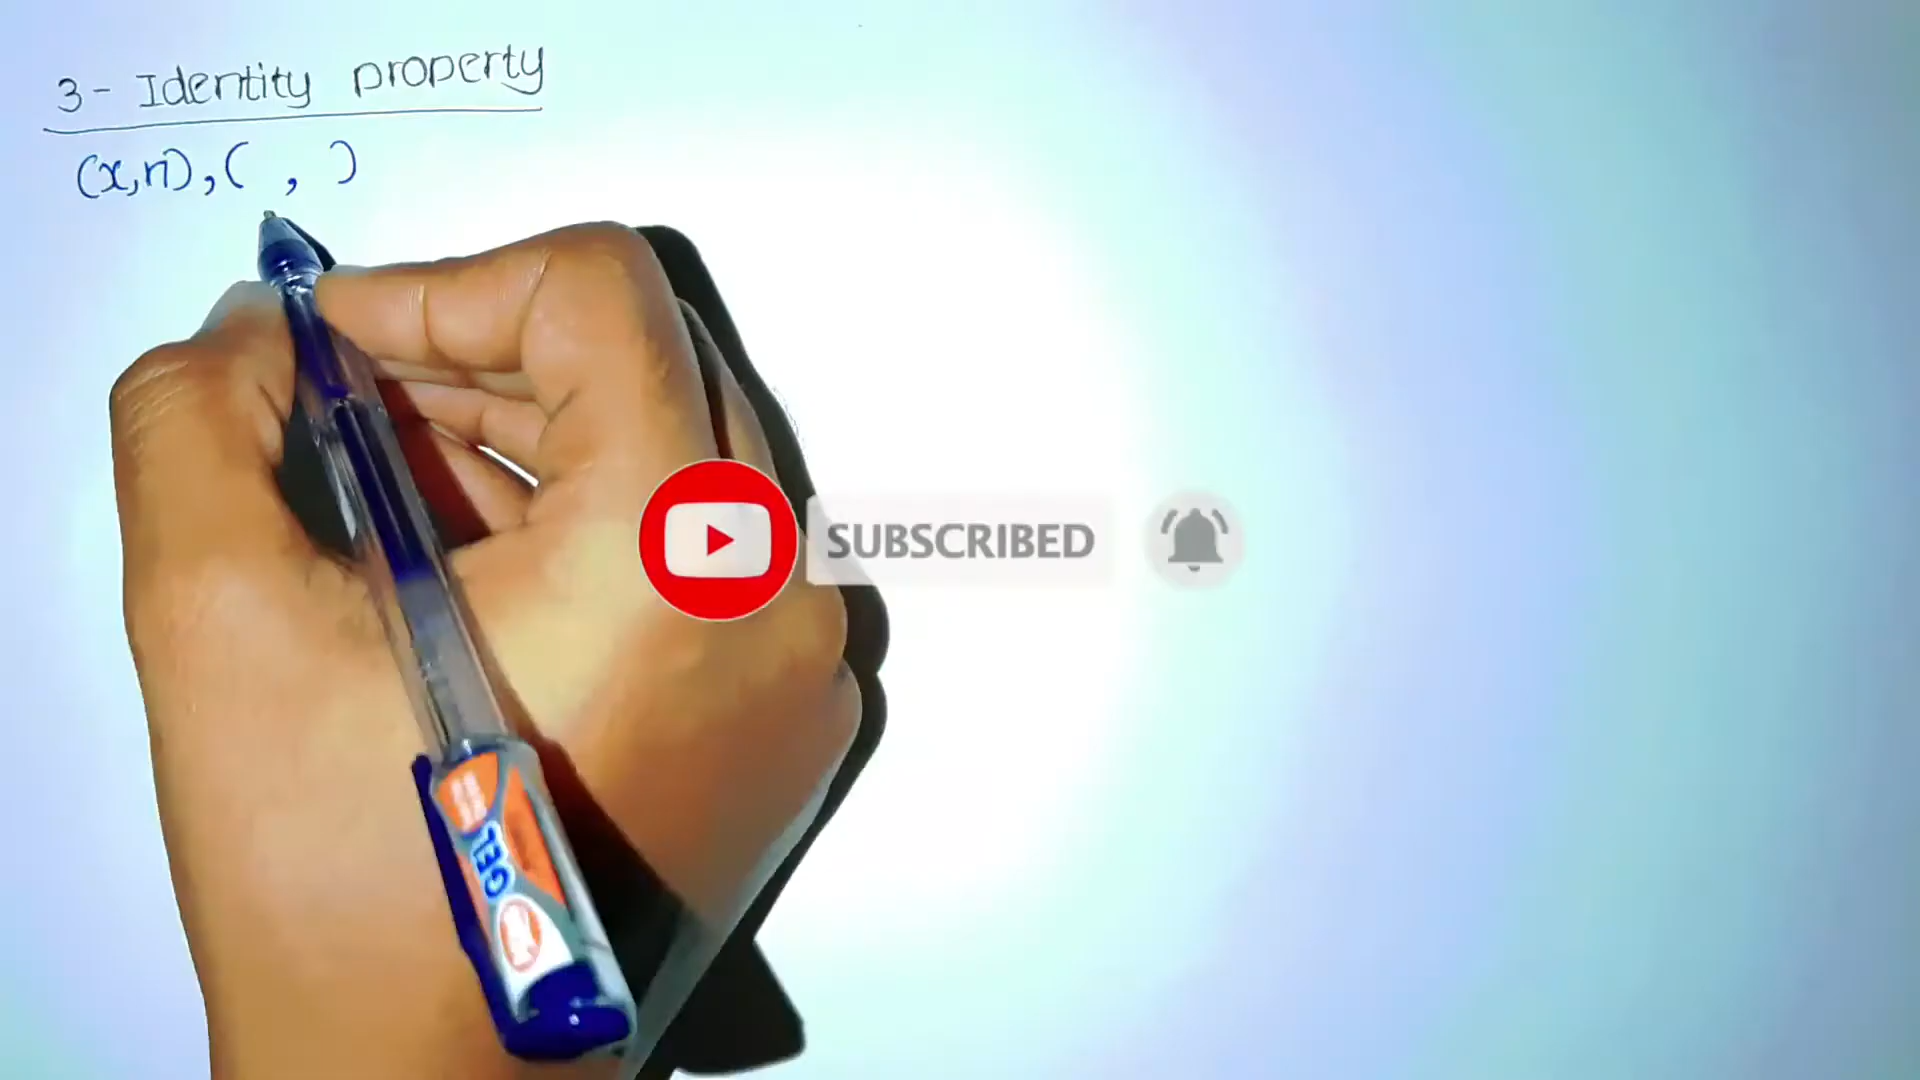 3- Identity property
(x,n),( , )
SUBSCRIBED
GEL